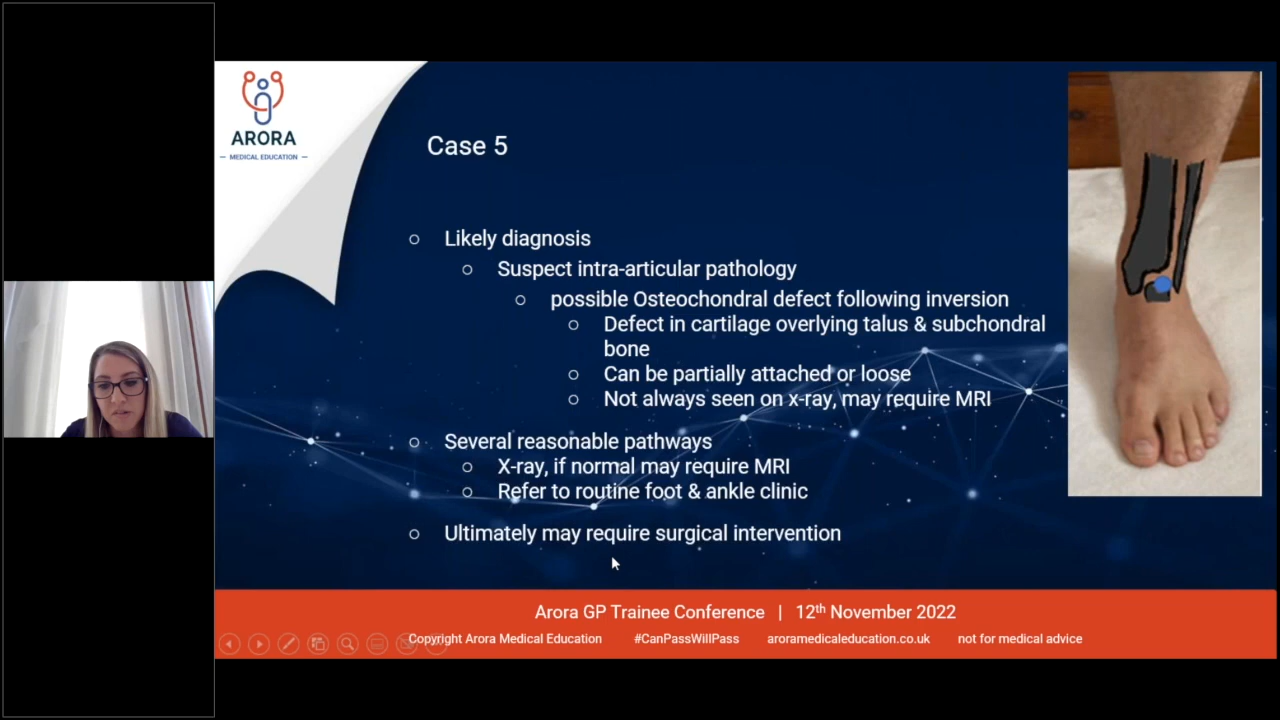 ARORA
MEDICAL EDUCATION
Case 5
Likely diagnosis
Suspect intra-articular pathology
possible Osteochondral defect following inversion
Defect in cartilage overlying talus & subchondral
bone
Can be partially attached or loose
Not always seen on x-ray, may require MRI
Several reasonable pathways
X-ray, if normal may require MRI
Refer to routine foot & ankle clinic
Ultimately may require surgical intervention
Arora GP Trainee Conference | 12th November 2022
Copyright Arora Medical Education #CanPassWillPass aroramedicaleducation.co.uk not for medical advice